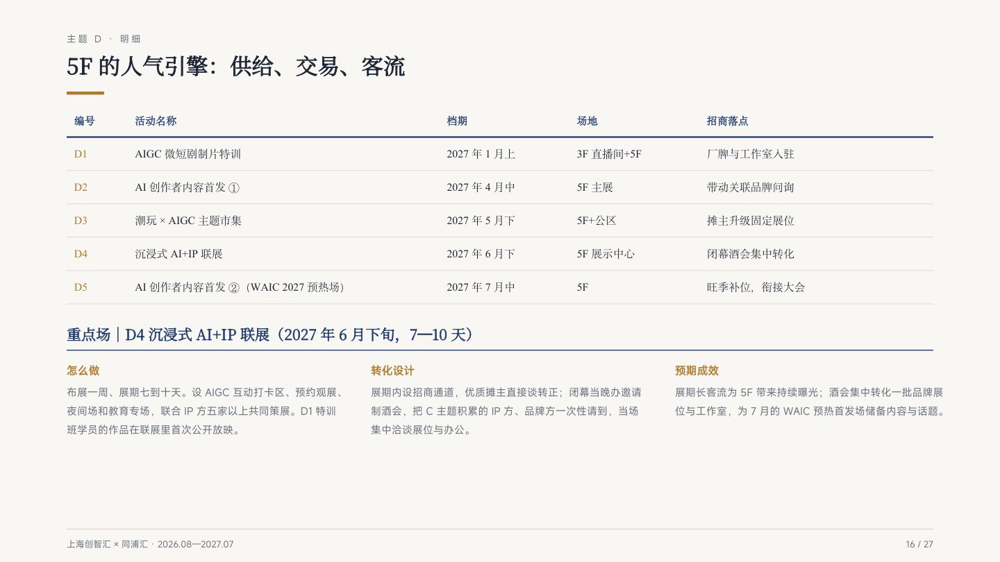 主题 D · 明细
5F 的人气引擎：供给、交易、客流
编号 活动名称 档期 场地 招商落点
D1 AIGC 微短剧制片特训 2027 年 1 月上 3F 直播间+5F 厂牌与工作室入驻
D2 AI 创作者内容首发 ① 2027 年 4 月中 5F 主展 带动关联品牌问询
D3 潮玩 × AIGC 主题市集 2027 年 5 月下 5F+公区 摊主升级固定展位
D4 沉浸式 AI+IP 联展 2027 年 6 月下 5F 展示中心 闭幕酒会集中转化
D5 AI 创作者内容首发 ②（WAIC 2027 预热场） 2027 年 7 月中 5F 旺季补位，衔接大会
重点场｜D4 沉浸式 AI+IP 联展（2027 年 6 月下旬，7—10 天）
怎么做
布展一周、展期七到十天。设 AIGC 互动打卡区、预约观展、
夜间场和教育专场，联合 IP 方五家以上共同策展。D1 特训
班学员的作品在联展里首次公开放映。
转化设计
展期内设招商通道，优质摊主直接谈转正；闭幕当晚办邀请
制酒会，把 C 主题积累的 IP 方、品牌方一次性请到，当场
集中洽谈展位与办公。
预期成效
展期长客流为 5F 带来持续曝光；酒会集中转化一批品牌展
位与工作室，为 7 月的 WAIC 预热首发场储备内容与话题。
上海创智汇 × 同浦汇 · 2026.08—2027.07
16 / 27